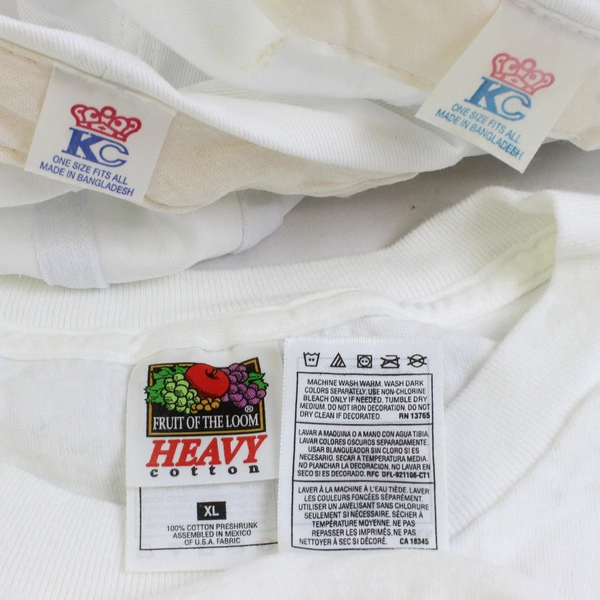 KC
ONE SIZE FITS ALL
MADE IN BANGLADESH
KC
ONE SIZE FITS ALL
MADE IN BANGLADESH
FRUIT OF THE LOOM ®
HEAVY
cotton
XL
100% COTTON PRESHRUNK
ASSEMBLED IN MEXICO
OF U.S.A. FABRIC
MACHINE WASH WARM. WASH DARK
COLORS SEPARATELY. USE NON-CHLORINE
BLEACH ONLY IF NEEDED. TUMBLE DRY
MEDIUM. DO NOT IRON DECORATION. DO NOT
DRY CLEAN IF DECORATED. RN 13765
LAVAR A MAQUINA O A MANO CON AGUA TIBIA.
LAVAR COLORES OSCUROS SEPARADAMENTE.
USAR BLANQUEADOR SIN CLORO SI ES
NECESARIO. SECAR A TEMPERATURA MEDIA.
NO PLANCHAR LA DECORACION. NO LAVAR EN
SECO SI ES DECORADO. RFC DFL-921106-CT1
LAVER À LA MACHINE À L'EAU TIÈDE. LAVER
LES COULEURS FONCÉES SÉPARÉMENT.
UTILISER UN JAVELISANT SANS CHLORE
SEULEMENT SI NÉCESSAIRE. SÉCHER À
TEMPÉRATURE MOYENNE. NE PAS
REPASSER LES IMPRIMÉS. NE PAS
NETTOYER À SEC SI DÉCORÉ. CA 18345